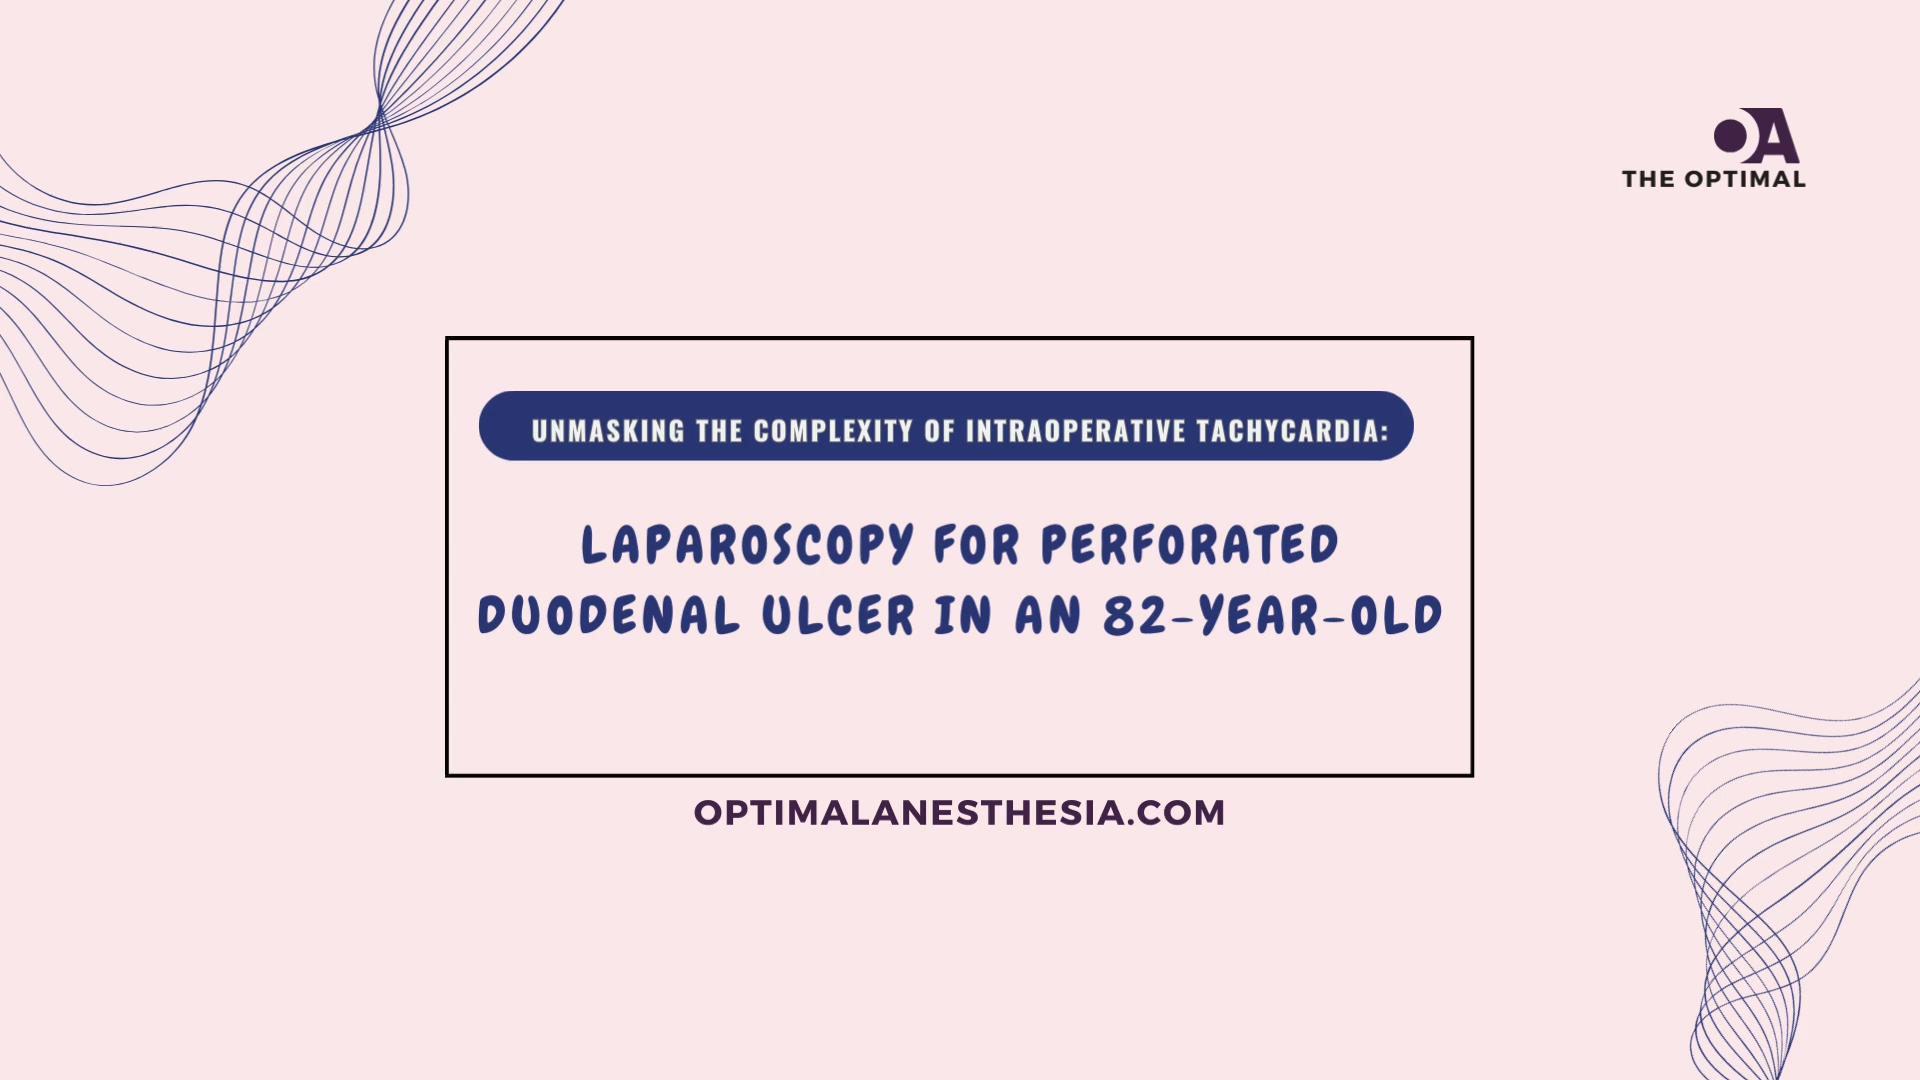 OA
THE OPTIMAL
UNMASKING THE COMPLEXITY OF INTRAOPERATIVE TACHYCARDIA:
LAPAROSCOPY FOR PERFORATED
DUODENAL ULCER IN AN 82-YEAR-OLD
OPTIMALANESTHESIA.COM